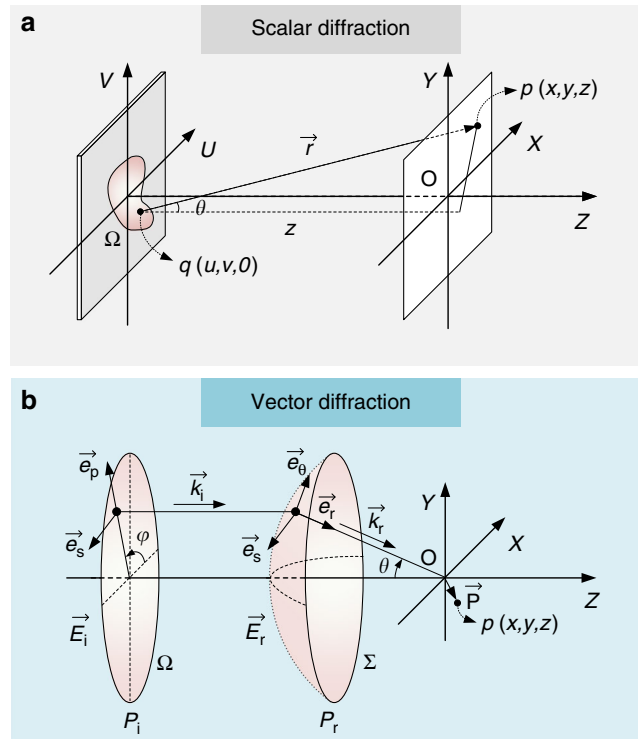 a
Scalar diffraction
V
Y
p (x,y,z)
U
r
X
O
θ
Z
z
Ω
q (u,v,0)
b
Vector diffraction
e_p
k_i
e_θ
e_r
k_r
Y
e_s
φ
e_s
θ
O
X
Z
P
E_i
E_r
p (x,y,z)
Ω
Σ
P_i
P_r